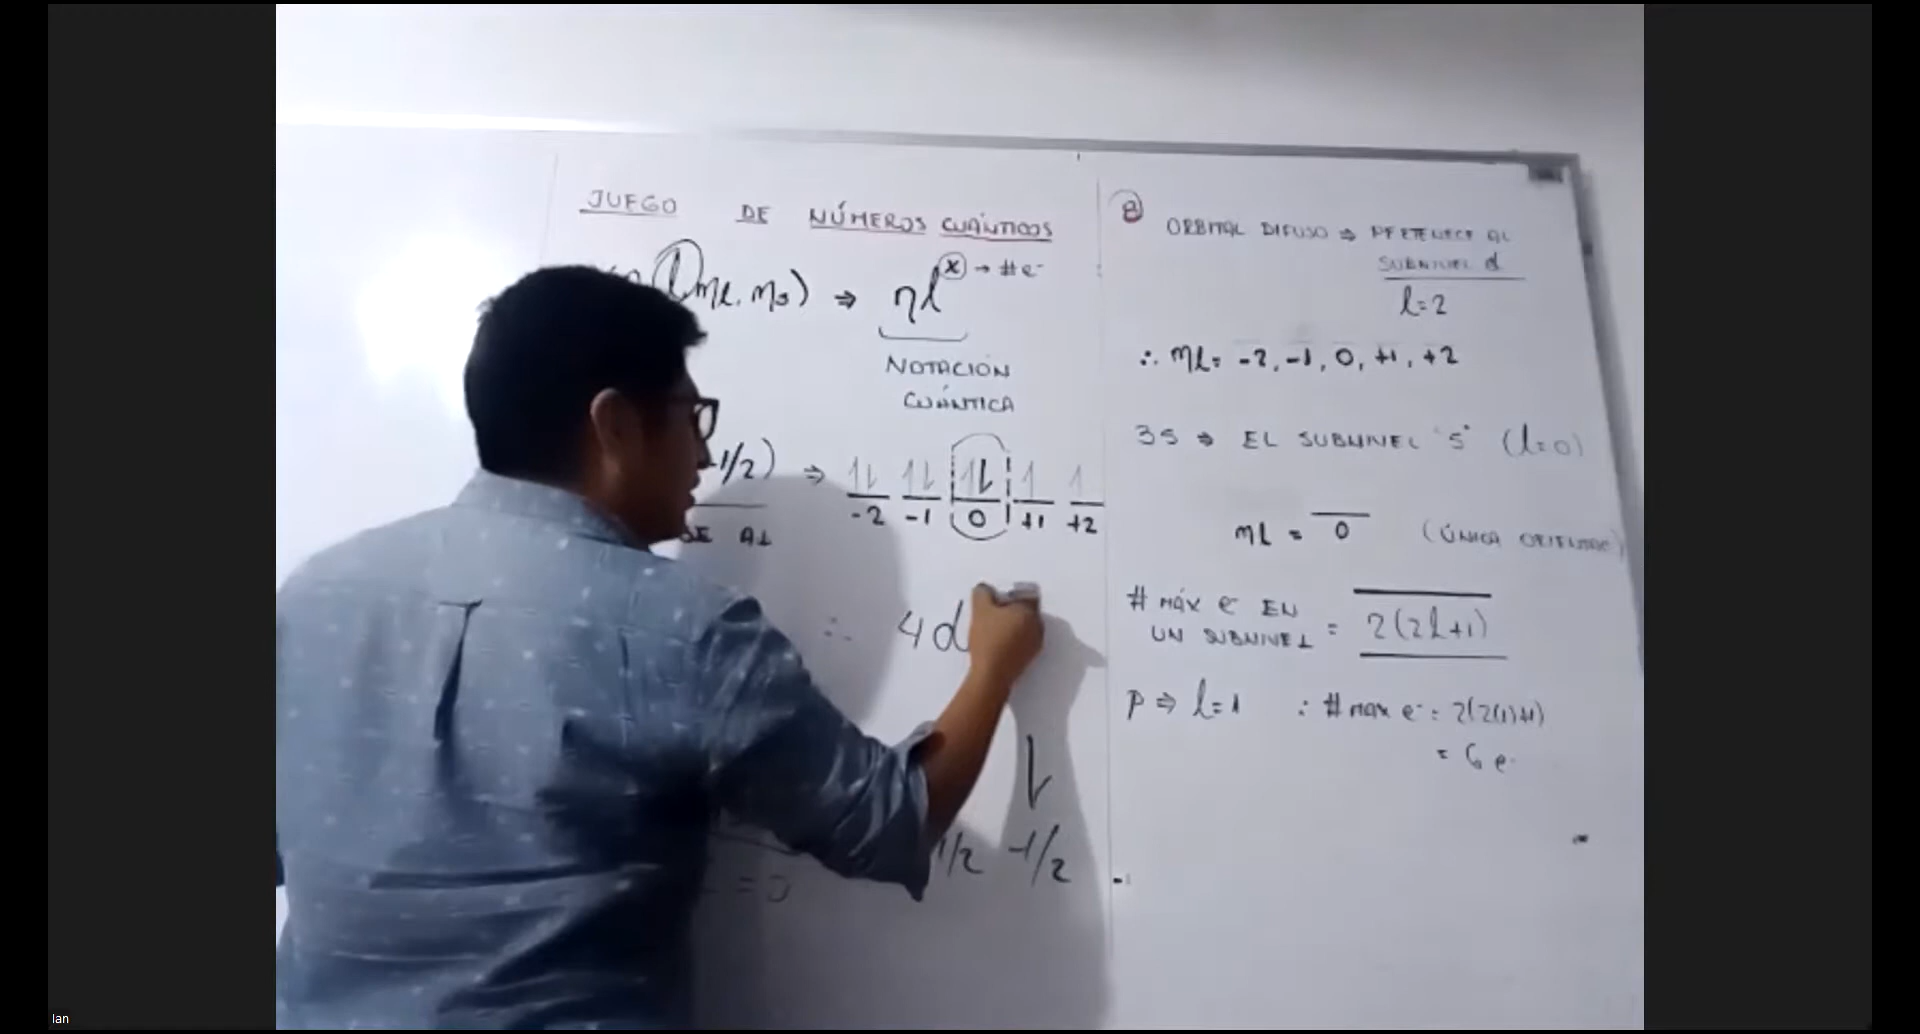 JUEGO DE NÚMEROS CUÁNTICOS
ml, ms) ⇒ nl^x → #e-
NOTACIÓN
CUÁNTICA
-1/2) ⇒ 1⇂ 1⇂ 1⇂ 1 1
-2 -1 0 +1 +2
∴ 4d
⇂
1/2 -1/2
= 0
8
ORBITAL DIFUSO ⇒ PERTENECE AL
SUBNIVEL d
l=2
∴ ml= -2, -1, 0, +1, +2
3S ⇒ EL SUBNIVEL "S" (l=0)
ml = 0 (ÚNICA
# MÁX e- EN
UN SUBNIVEL = 2(2l+1)
P ⇒ l=1 ∴ # max e- = 2(2(1)+1)
= 6 e-
Ian